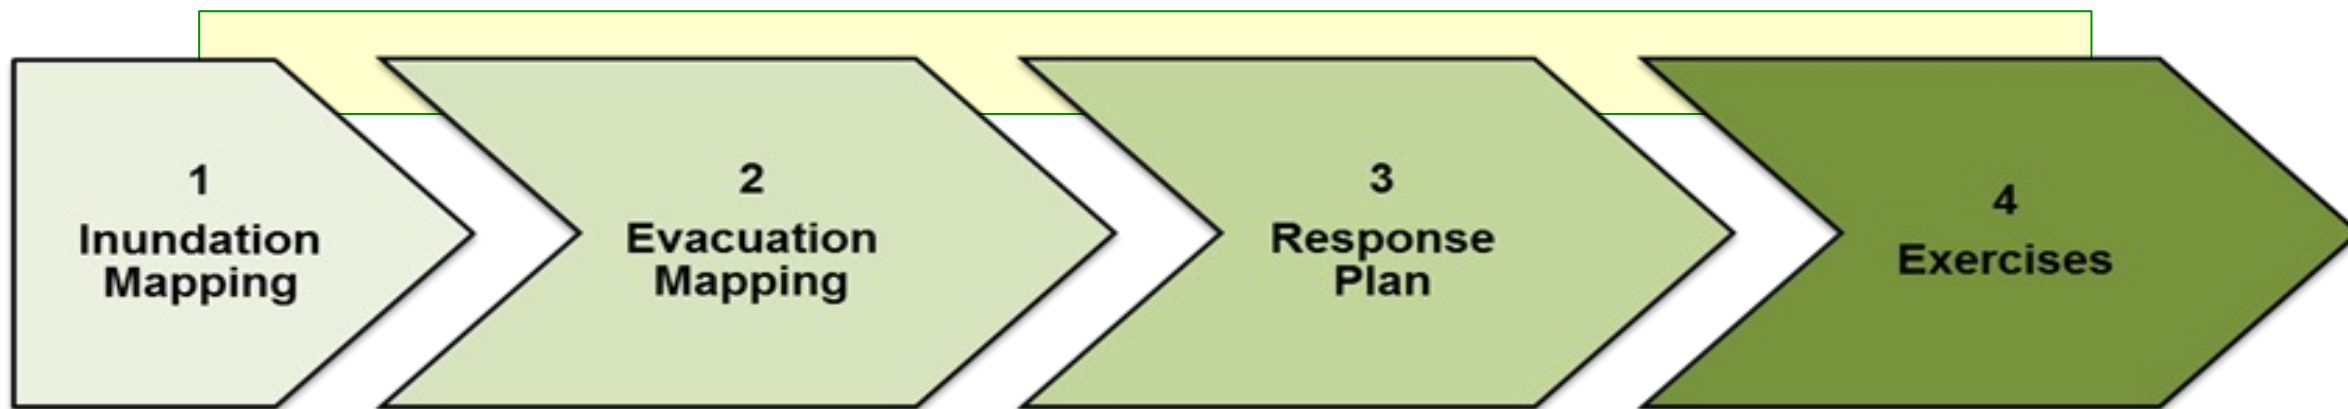 1
Inundation
Mapping
2
Evacuation
Mapping
3
Response
Plan
4
Exercises